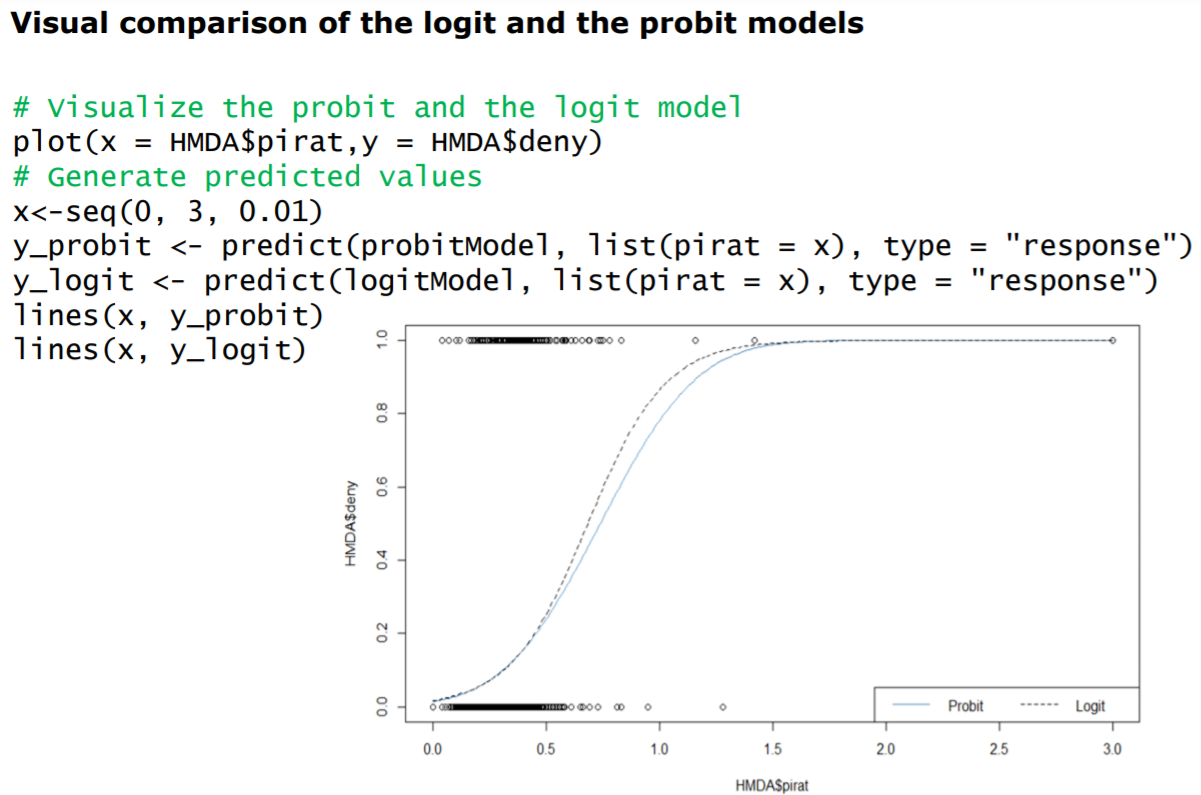 Visual comparison of the logit and the probit models
# Visualize the probit and the logit model
plot(x = HMDA$pirat,y = HMDA$deny)
# Generate predicted values
x<-seq(0, 3, 0.01)
y_probit <- predict(probitModel, list(pirat = x), type = "response")
y_logit <- predict(logitModel, list(pirat = x), type = "response")
lines(x, y_probit)
lines(x, y_logit)
1.0
0.8
0.6
0.4
0.2
0.0
HMDA$deny
Probit
Logit
0.0 0.5 1.0 1.5 2.0 2.5 3.0
HMDA$pirat